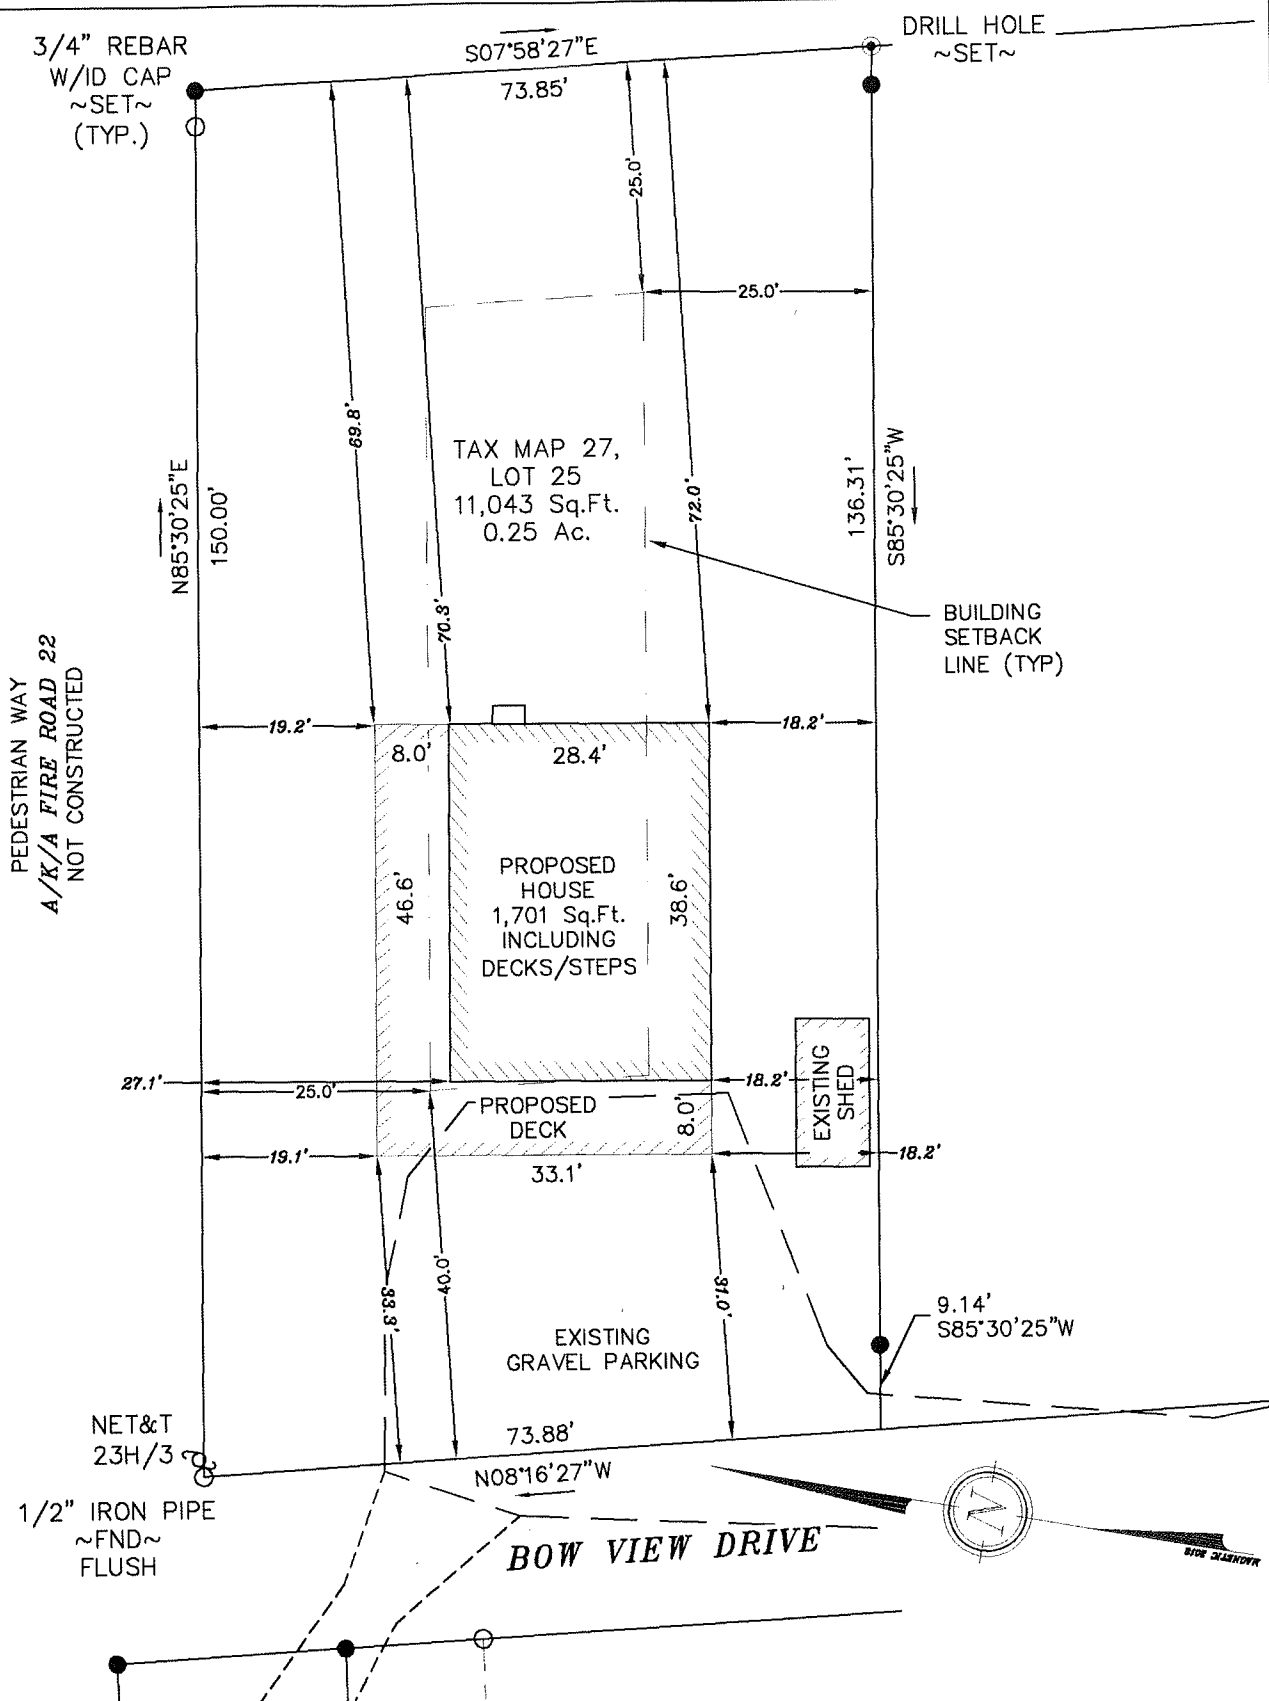 3/4" REBAR
W/ID CAP
~SET~
(TYP.)
S07°58'27"E
73.85'
DRILL HOLE
~SET~
25.0'
25.0'
69.8'
TAX MAP 27,
LOT 25
11,043 Sq.Ft.
0.25 Ac.
72.0'
136.31'
S85°30'25"W
N85°30'25"E
150.00'
70.3'
BUILDING
SETBACK
LINE (TYP)
PEDESTRIAN WAY
A/K/A FIRE ROAD 22
NOT CONSTRUCTED
19.2'
18.2'
8.0'
28.4'
46.6'
PROPOSED
HOUSE
1,701 Sq.Ft.
INCLUDING
DECKS/STEPS
38.6'
27.1'
25.0'
18.2'
EXISTING
SHED
PROPOSED
DECK
8.0'
19.1'
33.1'
18.2'
33.3'
40.0'
31.0'
EXISTING
GRAVEL PARKING
9.14'
S85°30'25"W
NET&T
23H/3
73.88'
N08°16'27"W
1/2" IRON PIPE
~FND~
FLUSH
BOW VIEW DRIVE
N
MAGNETIC 2018